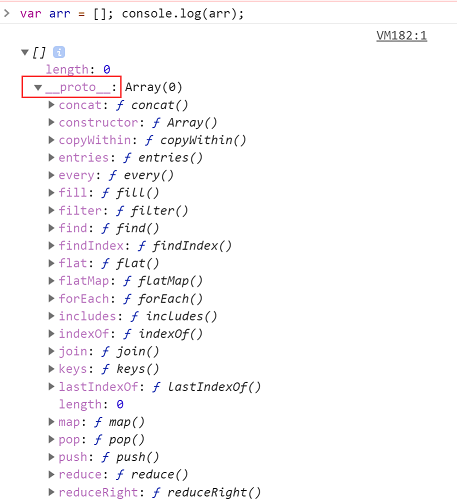 > var arr = []; console.log(arr);
VM182:1
▼[] i
length: 0
▼__proto__: Array(0)
▶concat: ƒ concat()
▶constructor: ƒ Array()
▶copyWithin: ƒ copyWithin()
▶entries: ƒ entries()
▶every: ƒ every()
▶fill: ƒ fill()
▶filter: ƒ filter()
▶find: ƒ find()
▶findIndex: ƒ findIndex()
▶flat: ƒ flat()
▶flatMap: ƒ flatMap()
▶forEach: ƒ forEach()
▶includes: ƒ includes()
▶indexOf: ƒ indexOf()
▶join: ƒ join()
▶keys: ƒ keys()
▶lastIndexOf: ƒ lastIndexOf()
length: 0
▶map: ƒ map()
▶pop: ƒ pop()
▶push: ƒ push()
▶reduce: ƒ reduce()
▶reduceRight: ƒ reduceRight()